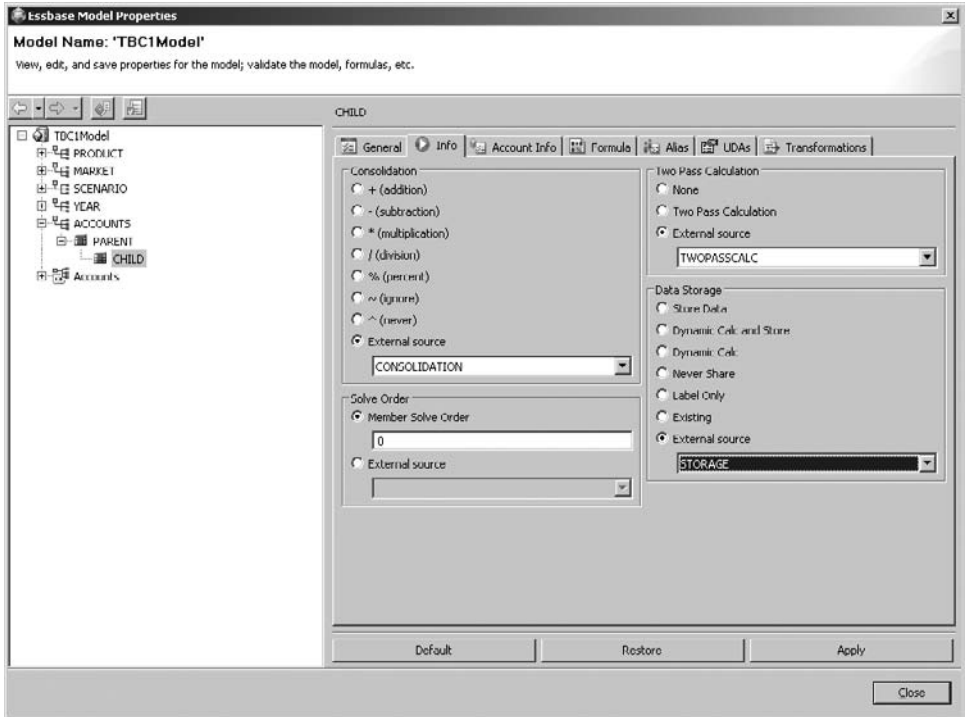 Essbase Model Properties
Model Name: 'TBC1Model'
View, edit, and save properties for the model; validate the model, formulas, etc.
CHILD
TBC1Model
PRODUCT
MARKET
SCENARIO
YEAR
ACCOUNTS
PARENT
CHILD
Accounts
General Info Account Info Formula Alias UDAs Transformations
Consolidation
+ (addition)
- (subtraction)
* (multiplication)
/ (division)
% (percent)
~ (ignore)
^ (never)
External source
CONSOLIDATION
Solve Order
Member Solve Order
0
External source
Two Pass Calculation
None
Two Pass Calculation
External source
TWOPASSCALC
Data Storage
Store Data
Dynamic Calc and Store
Dynamic Calc
Never Share
Label Only
Existing
External source
STORAGE
Default Restore Apply
Close